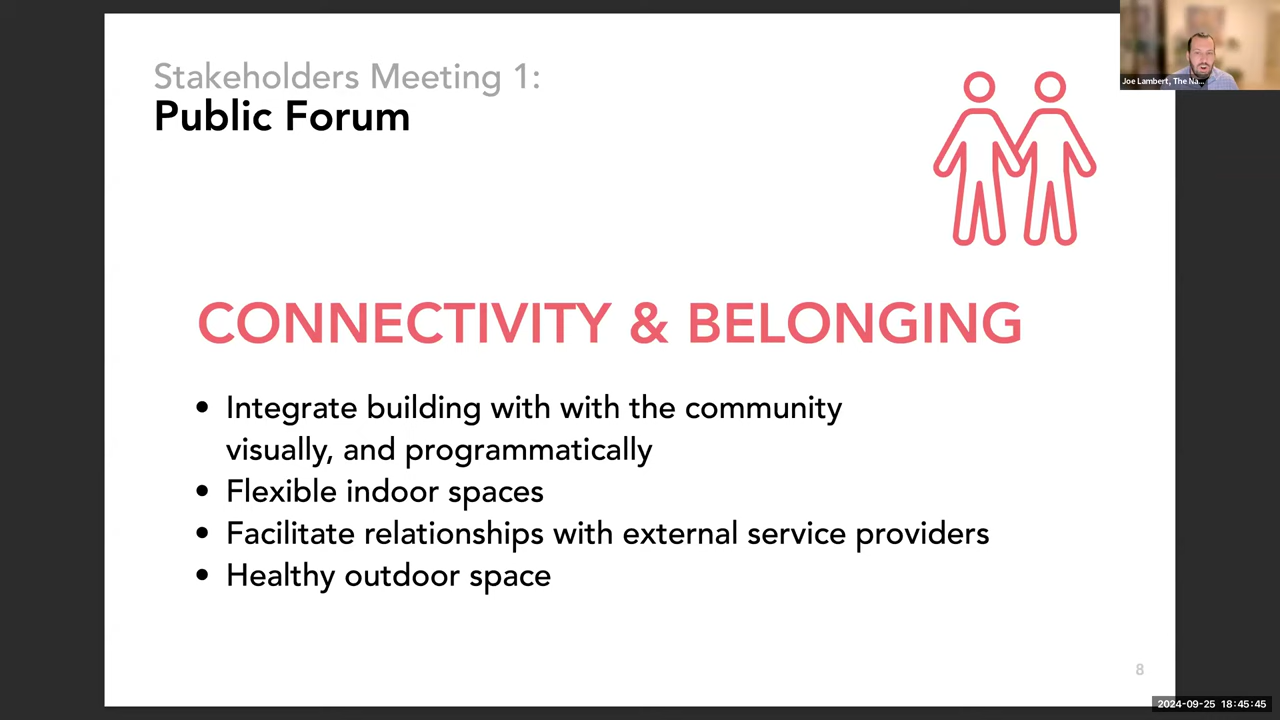 Stakeholders Meeting 1:
Public Forum
CONNECTIVITY & BELONGING
• Integrate building with with the community
visually, and programmatically
• Flexible indoor spaces
• Facilitate relationships with external service providers
• Healthy outdoor space
8
Joe Lambert, The Na...
2024-09-25 18:45:45